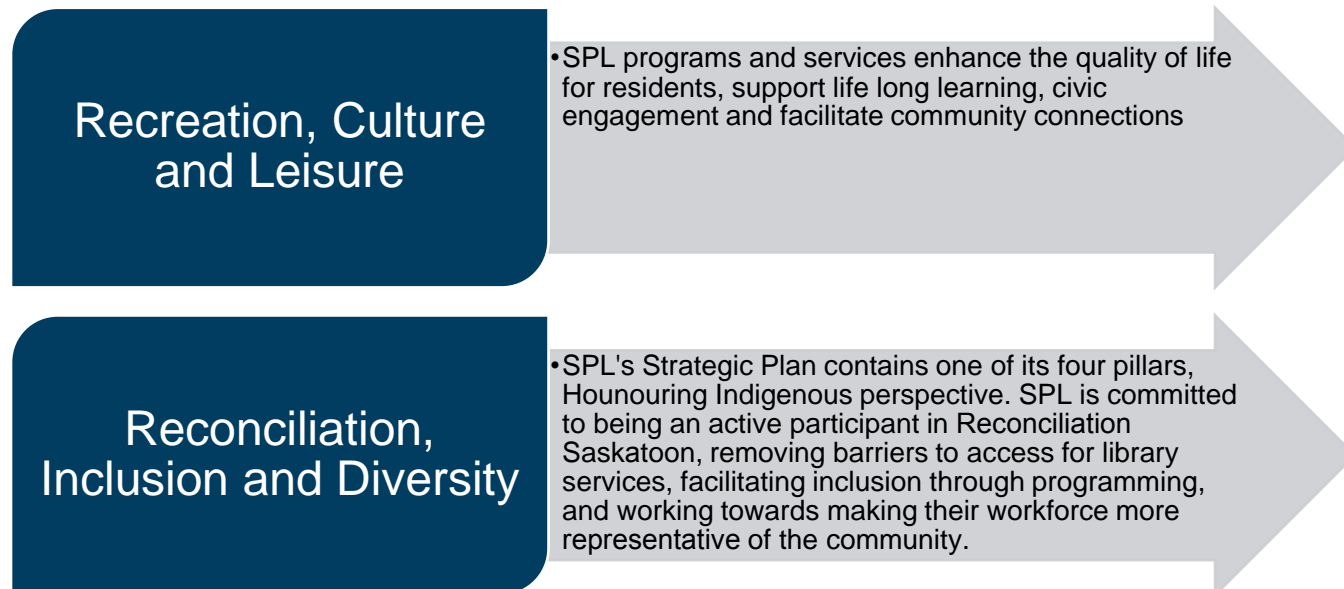 Recreation, Culture
and Leisure
•SPL programs and services enhance the quality of life
for residents, support life long learning, civic
engagement and facilitate community connections
Reconciliation,
Inclusion and Diversity
•SPL's Strategic Plan contains one of its four pillars,
Hounouring Indigenous perspective. SPL is committed
to being an active participant in Reconciliation
Saskatoon, removing barriers to access for library
services, facilitating inclusion through programming,
and working towards making their workforce more
representative of the community.